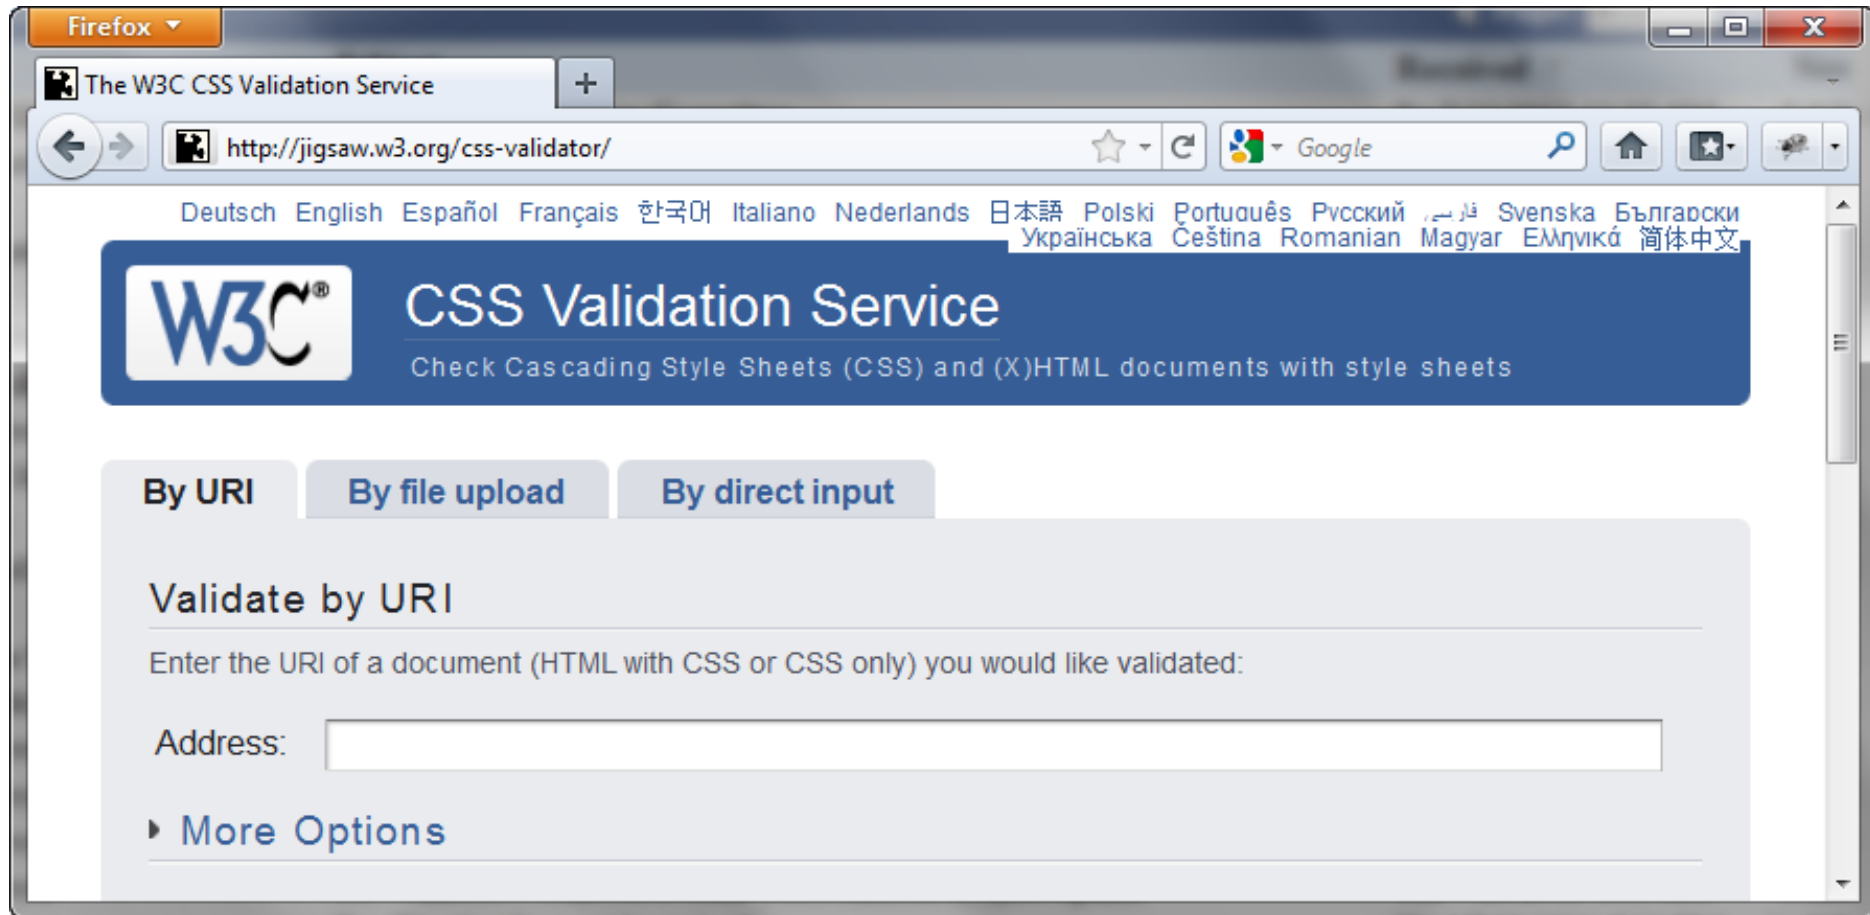 Firefox
The W3C CSS Validation Service
http://jigsaw.w3.org/css-validator/
Google
Deutsch English Español Français 한국어 Italiano Nederlands 日本語 Polski Português Русский فارسی Svenska Български
Українська Čeština Romanian Magyar Ελληνικά 简体中文
W3C®
CSS Validation Service
Check Cascading Style Sheets (CSS) and (X)HTML documents with style sheets
By URI By file upload By direct input
Validate by URI
Enter the URI of a document (HTML with CSS or CSS only) you would like validated:
Address:
More Options